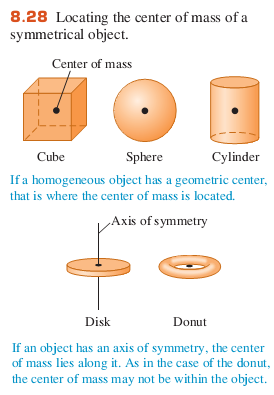 8.28 Locating the center of mass of a
symmetrical object.
Center of mass
Cube Sphere Cylinder
If a homogeneous object has a geometric center,
that is where the center of mass is located.
Axis of symmetry
Disk Donut
If an object has an axis of symmetry, the center
of mass lies along it. As in the case of the donut,
the center of mass may not be within the object.